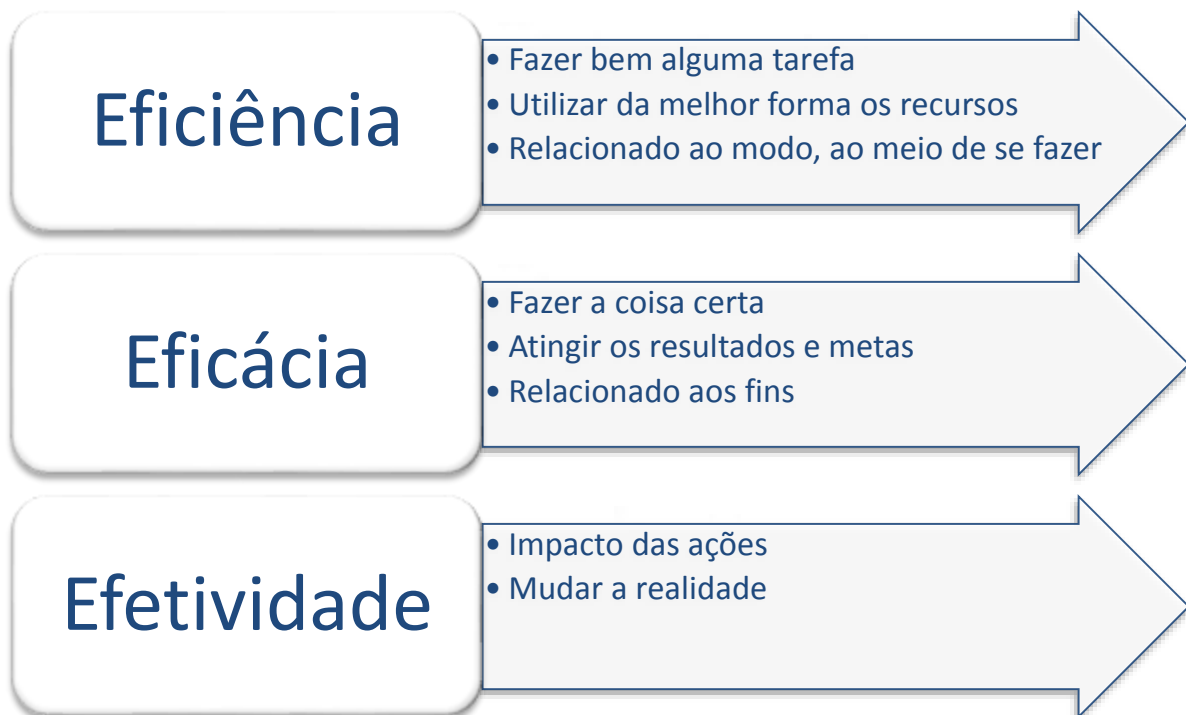 Eficiência
• Fazer bem alguma tarefa
• Utilizar da melhor forma os recursos
• Relacionado ao modo, ao meio de se fazer
Eficácia
• Fazer a coisa certa
• Atingir os resultados e metas
• Relacionado aos fins
Efetividade
• Impacto das ações
• Mudar a realidade